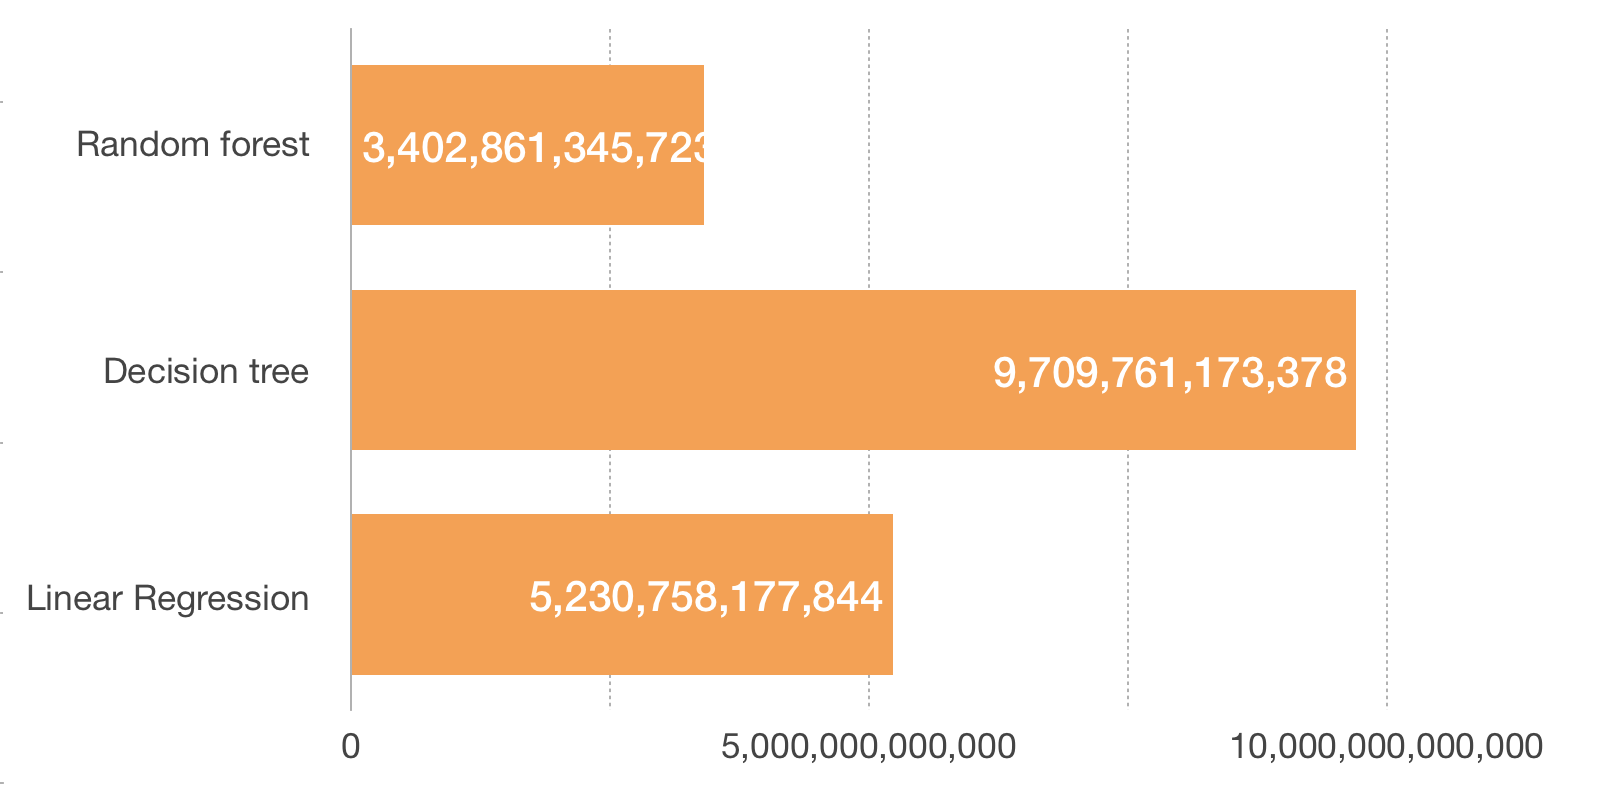 Random forest
3,402,861,345,723
Decision tree
9,709,761,173,378
Linear Regression
5,230,758,177,844
0
5,000,000,000,000
10,000,000,000,000